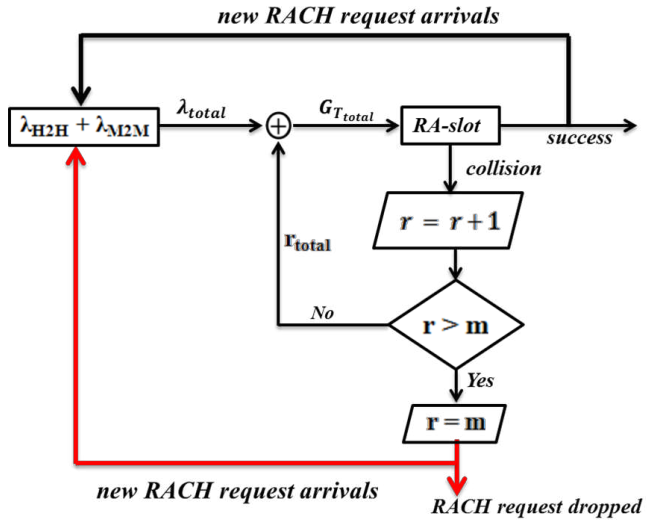 new RACH request arrivals
λH2H + λM2M
λtotal
GTtotal
RA-slot
success
collision
r = r+1
rtotal
No
r > m
Yes
r = m
new RACH request arrivals
RACH request dropped